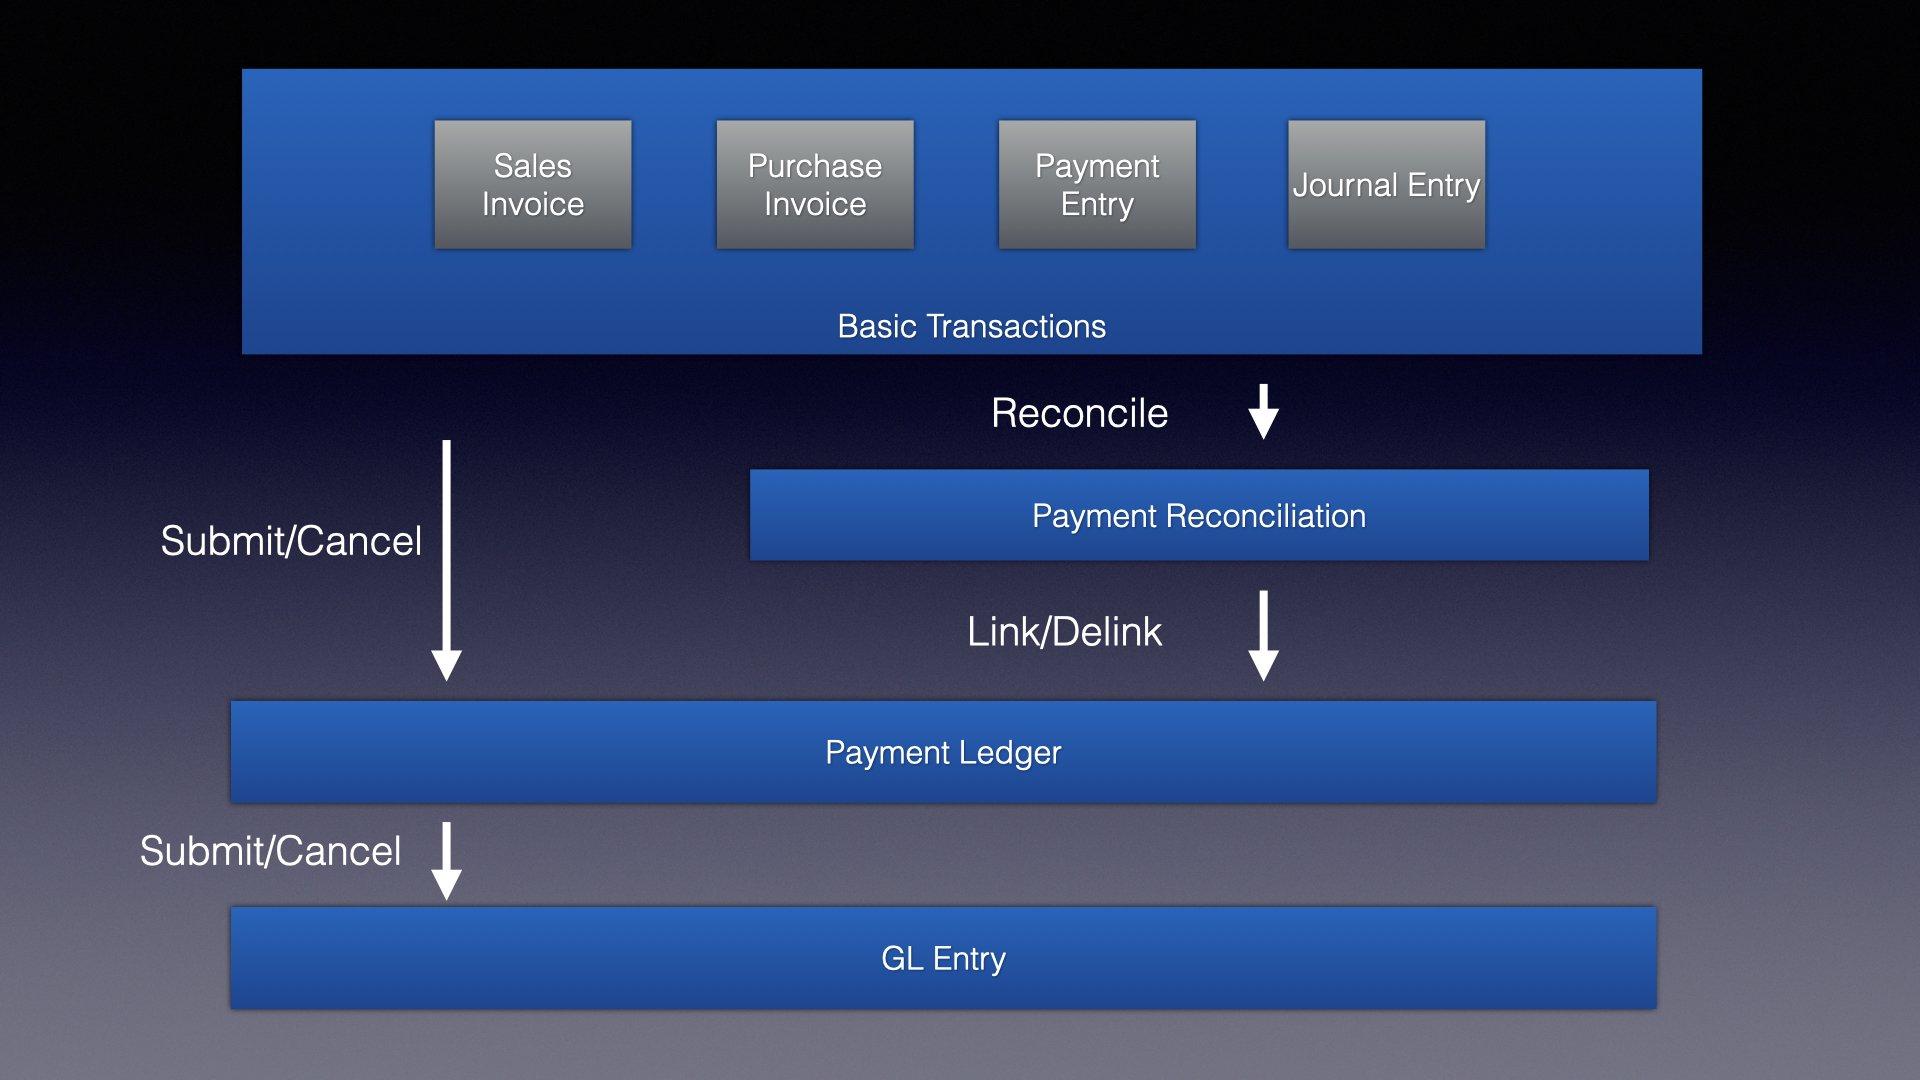 Sales
Invoice
Purchase
Invoice
Payment
Entry
Journal Entry
Basic Transactions
Reconcile
Submit/Cancel
Payment Reconciliation
Link/Delink
Payment Ledger
Submit/Cancel
GL Entry